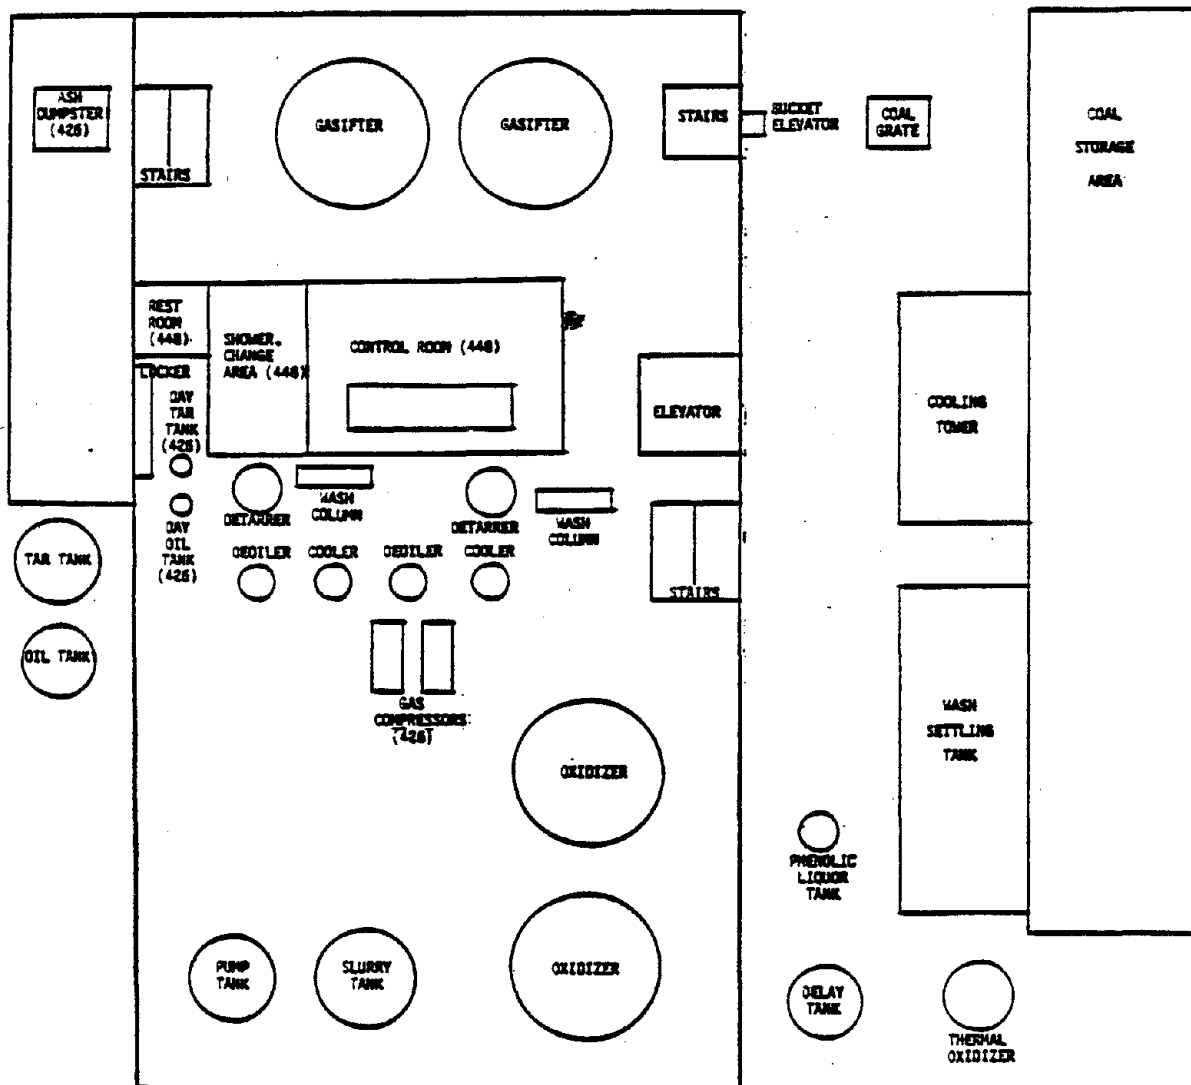 ASH
DUMPSTER
(426)
STAIRS
GASIFIER
GASIFIER
STAIRS
BUCKET
ELEVATOR
COAL
GRATE
COAL
STORAGE
AREA
REST
ROOM
(448)
SHOWER.
CHANGE
AREA (448)
CONTROL ROOM (448)
LOCKER
DAY
TAR
TANK
(426)
ELEVATOR
COOLING
TOWER
WASH
COLUMN
DETARRER
DETARRER
WASH
COLUMN
DAY
OIL
TANK
(426)
DEOILER
COOLER
DEOILER
COOLER
STAIRS
TAR TANK
OIL TANK
GAS
COMPRESSORS
(426)
WASH
SETTLING
TANK
OXIDIZER
PHENOLIC
LIQUOR
TANK
PUMP
TANK
SLURRY
TANK
OXIDIZER
DELAY
TANK
THERMAL
OXIDIZER